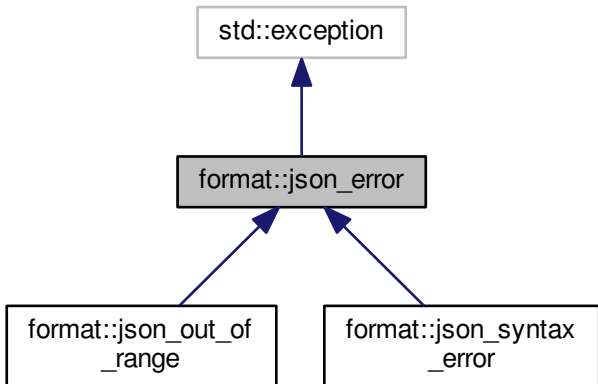 std::exception
format::json_error
format::json_out_of
_range
format::json_syntax
_error